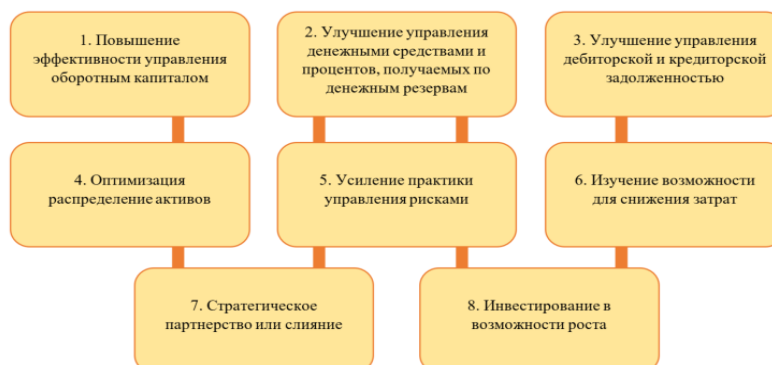 1. Повышение
эффективности управления
оборотным капиталом
2. Улучшение управления
денежными средствами и
процентов, получаемых по
денежным резервам
3. Улучшение управления
дебиторской и кредиторской
задолженностью
4. Оптимизация
распределение активов
5. Усиление практики
управления рисками
6. Изучение возможности
для снижения затрат
7. Стратегическое
партнерство или слияние
8. Инвестирование в
возможности роста